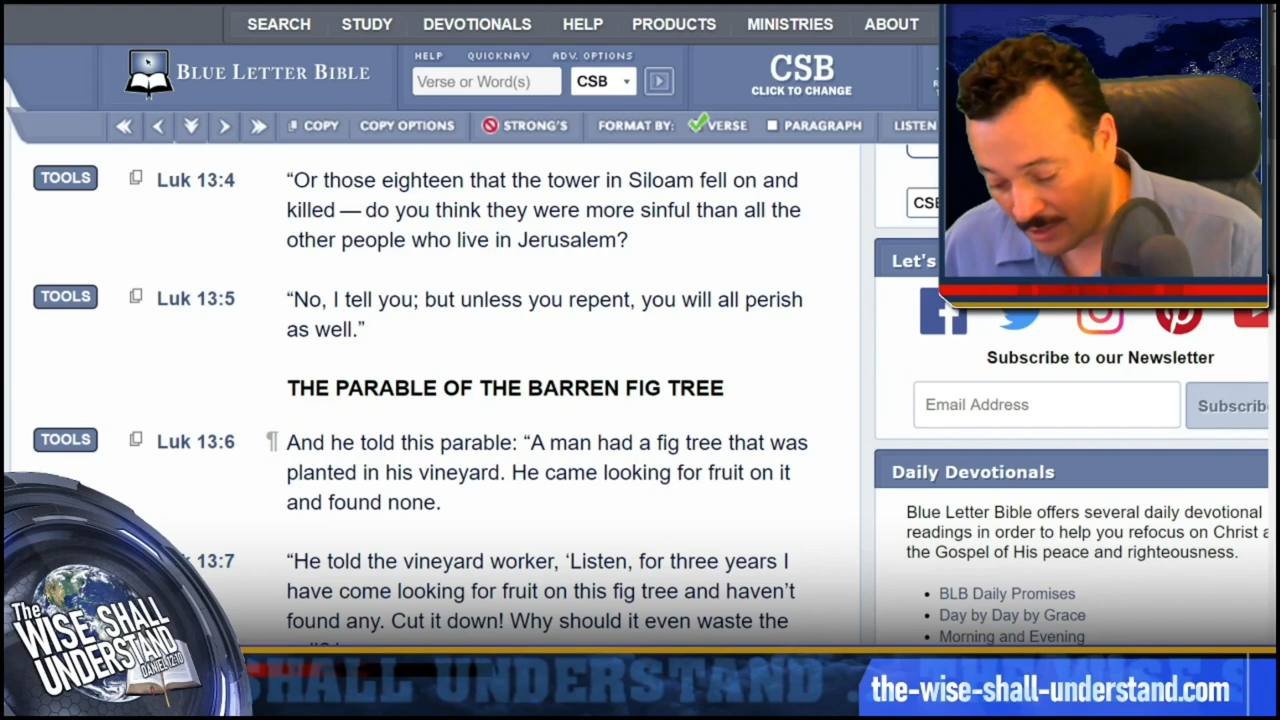 SEARCH STUDY DEVOTIONALS HELP PRODUCTS MINISTRIES ABOUT
HELP QUICKNAV ADV. OPTIONS
BLUE LETTER BIBLE
Verse or Word(s)
CSB
CSB
CLICK TO CHANGE
COPY COPY OPTIONS STRONG'S FORMAT BY: VERSE PARAGRAPH LISTEN
TOOLS Luk 13:4 “Or those eighteen that the tower in Siloam fell on and
killed — do you think they were more sinful than all the
other people who live in Jerusalem?
TOOLS Luk 13:5 “No, I tell you; but unless you repent, you will all perish
as well.”
THE PARABLE OF THE BARREN FIG TREE
TOOLS Luk 13:6 ¶ And he told this parable: “A man had a fig tree that was
planted in his vineyard. He came looking for fruit on it
and found none.
13:7 “He told the vineyard worker, ‘Listen, for three years I
have come looking for fruit on this fig tree and haven’t
found any. Cut it down! Why should it even waste the
CSB
Let's
Subscribe to our Newsletter
Email Address
Subscrib
Daily Devotionals
Blue Letter Bible offers several daily devotional
readings in order to help you refocus on Christ
the Gospel of His peace and righteousness.
• BLB Daily Promises
• Day by Day by Grace
• Morning and Evening
The
WISE SHALL
UNDERSTAND
DANIEL 12:10
SHALL UNDERSTAND
the-wise-shall-understand.com